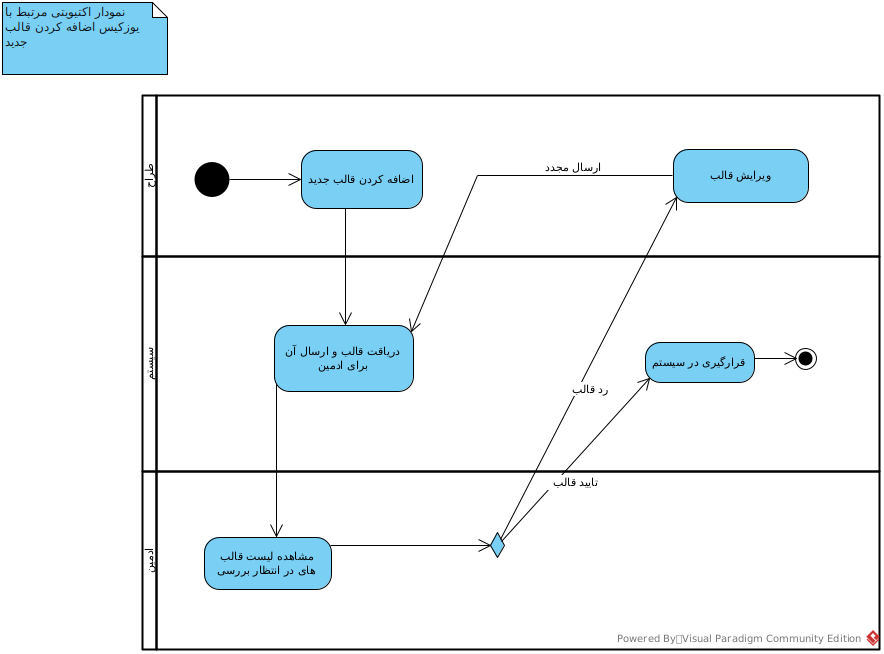 نمودار اکتیویتی مرتبط با
یوزکیس اضافه کردن قالب
جدید
طراح
اضافه کردن قالب جدید
ارسال مجدد
ویرایش قالب
سیستم
دریافت قالب و ارسال آن
برای ادمین
قرارگیری در سیستم
رد قالب
تایید قالب
ادمین
مشاهده لیست قالب
های در انتظار بررسی
Powered By Visual Paradigm Community Edition